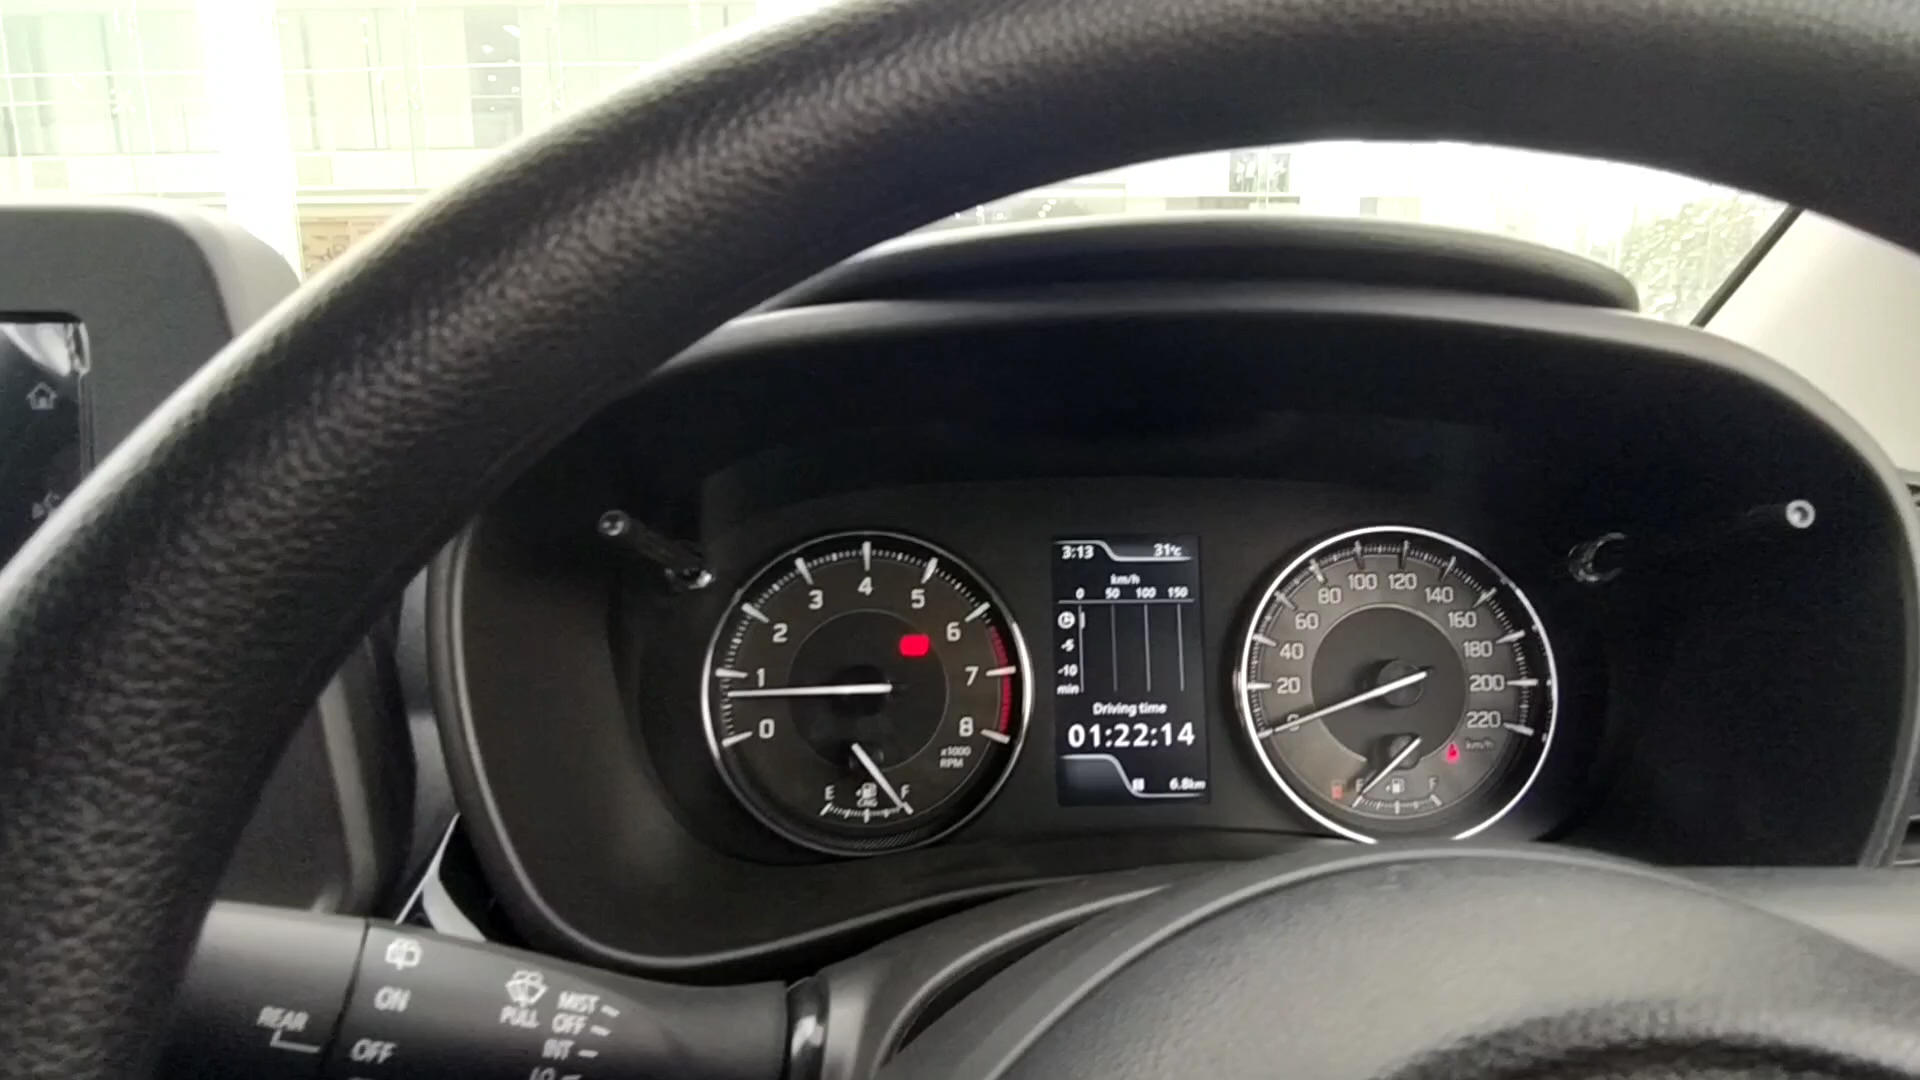 3:13 31°C
km/h
0 50 100 150
-5
-10
min
Driving time
01:22:14
6.8km
0 1 2 3 4 5 6 7 8
x1000
RPM
E F
CNG
0 20 40 60 80 100 120 140 160 180 200 220
km/h
E F
REAR
ON
OFF
PULL
MIST
OFF
INT
LO